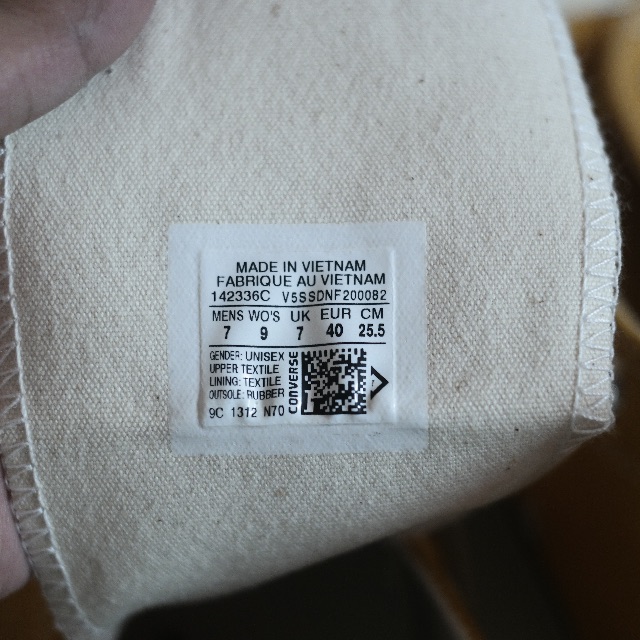 MADE IN VIETNAM
FABRIQUE AU VIETNAM
142336C V5SSDNF200082
MENS WO'S UK EUR CM
7 9 7 40 25.5
GENDER: UNISEX
UPPER TEXTILE
LINING: TEXTILE
OUTSOLE: RUBBER
9C 1312 N70
CONVERSE